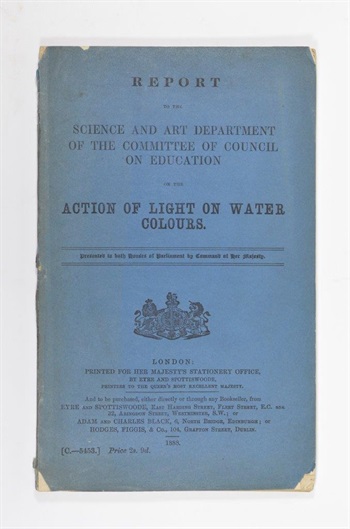 REPORT
TO THE
SCIENCE AND ART DEPARTMENT
OF THE COMMITTEE OF COUNCIL
ON EDUCATION
ON THE
ACTION OF LIGHT ON WATER
COLOURS.
Presented to both Houses of Parliament by Command of Her Majesty.
LONDON:
PRINTED FOR HER MAJESTY'S STATIONERY OFFICE,
BY EYRE AND SPOTTISWOODE,
PRINTERS TO THE QUEEN'S MOST EXCELLENT MAJESTY.
And to be purchased, either directly or through any Bookseller, from
EYRE AND SPOTTISWOODE, EAST HARDING STREET, FLEET STREET, E.C. AND
32, ABINGDON STREET, WESTMINSTER, S.W.; or
ADAM AND CHARLES BLACK, 6, NORTH BRIDGE, EDINBURGH; or
HODGES, FIGGIS, & Co., 104, GRAFTON STREET, DUBLIN.
1888.
[C.—5453.] Price